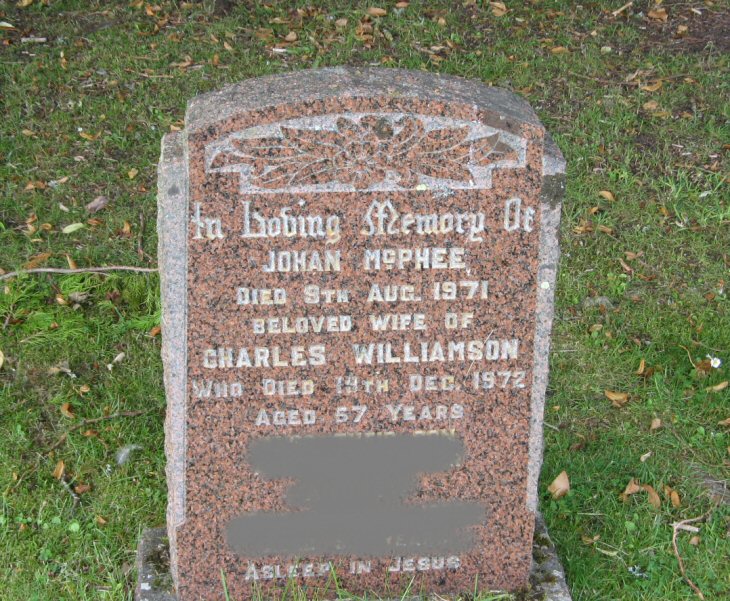 In Loving Memory Of
JOHAN McPHEE,
DIED 9TH AUG. 1971
BELOVED WIFE OF
CHARLES WILLIAMSON
WHO DIED 14TH DEC. 1972
AGED 67 YEARS
ASLEEP IN JESUS